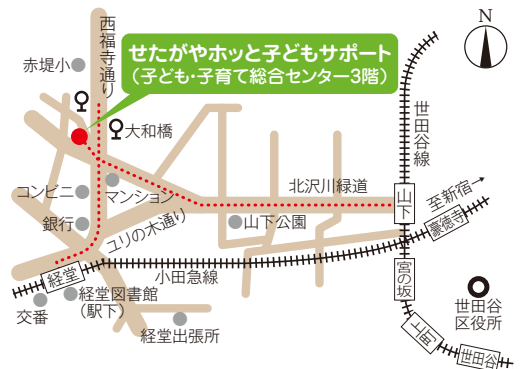 N
西福寺通り
せたがやホッと子どもサポート
（子ども・子育て総合センター3階）
赤堤小
大和橋
世田谷線
コンビニ
マンション
北沢川緑道
山下
至新宿→
豪徳寺
銀行
ユリの木通り
山下公園
経堂
小田急線
宮の坂
経堂図書館
（駅下）
交番
世田谷
区役所
経堂出張所
上町
世田谷